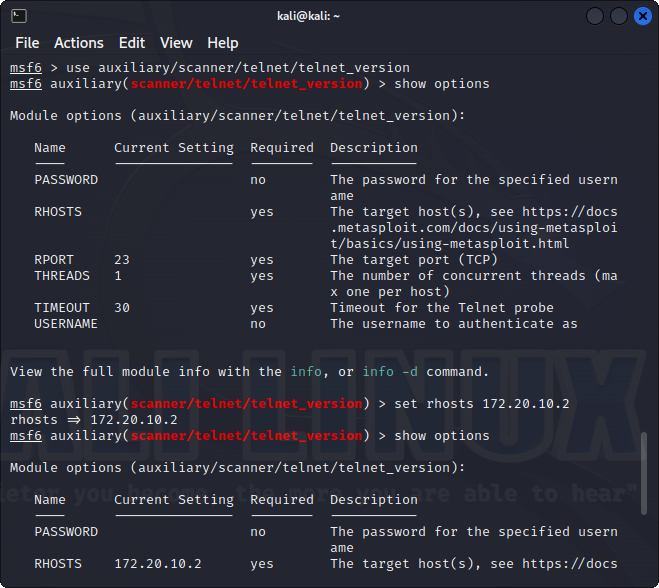 kali@kali: ~
File Actions Edit View Help
msf6 > use auxiliary/scanner/telnet/telnet_version
msf6 auxiliary(scanner/telnet/telnet_version) > show options
Module options (auxiliary/scanner/telnet/telnet_version):
Name Current Setting Required Description
PASSWORD no The password for the specified usern
ame
RHOSTS yes The target host(s), see https://docs
.metasploit.com/docs/using-metasploi
t/basics/using-metasploit.html
RPORT 23 yes The target port (TCP)
THREADS 1 yes The number of concurrent threads (ma
x one per host)
TIMEOUT 30 yes Timeout for the Telnet probe
USERNAME no The username to authenticate as
View the full module info with the info, or info -d command.
msf6 auxiliary(scanner/telnet/telnet_version) > set rhosts 172.20.10.2
rhosts => 172.20.10.2
msf6 auxiliary(scanner/telnet/telnet_version) > show options
Module options (auxiliary/scanner/telnet/telnet_version):
Name Current Setting Required Description
PASSWORD no The password for the specified usern
ame
RHOSTS 172.20.10.2 yes The target host(s), see https://docs